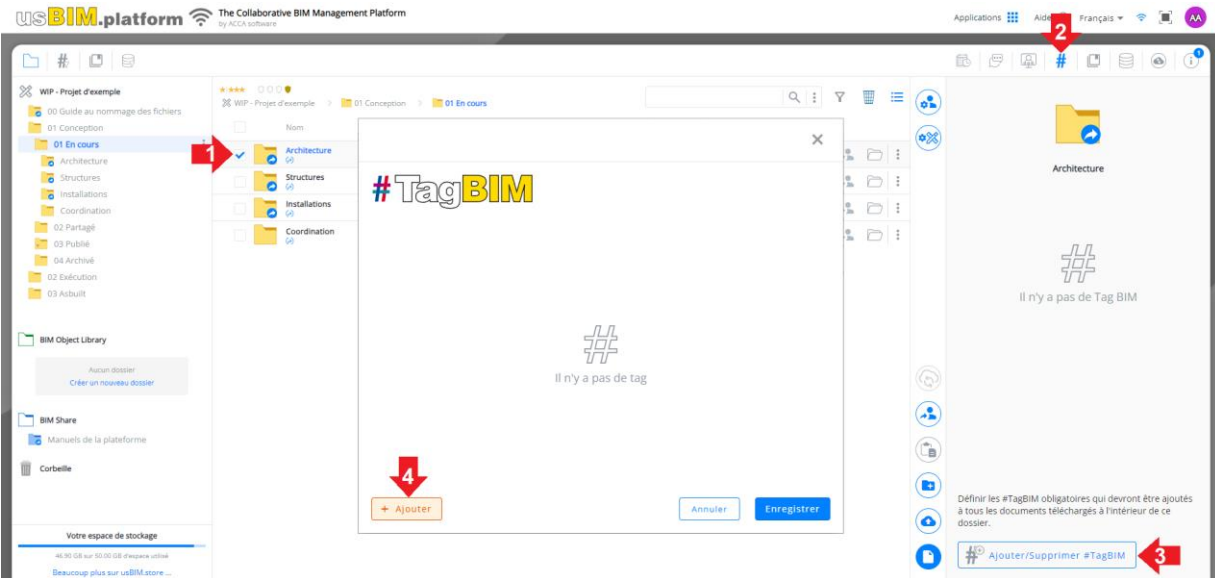 usBIM.platform
The Collaborative BIM Management Platform
by ACCA software
Applications
Aide
Français
AA
2
1
WIP - Projet d'exemple
00 Guide au nommage des fichiers
01 Conception
01 En cours
Architecture
Structures
Installations
Coordination
02 Partagé
03 Publié
04 Archivé
02 Exécution
03 Asbuilt
BIM Object Library
Aucun dossier
Créer un nouveau dossier
BIM Share
Manuels de la plateforme
Corbeille
Votre espace de stockage
46.90 GB sur 50.00 GB d'espace utilisé
Beaucoup plus sur usBIM.store ...
WIP - Projet d'exemple > 01 Conception > 01 En cours
Nom
1
Architecture
Structures
Installations
Coordination
#TagBIM
Il n'y a pas de tag
4
+ Ajouter
Annuler
Enregistrer
Architecture
Il n'y a pas de Tag BIM
Définir les #TagBIM obligatoires qui devront être ajoutés
à tous les documents téléchargés à l'intérieur de ce
dossier.
Ajouter/Supprimer #TagBIM
3